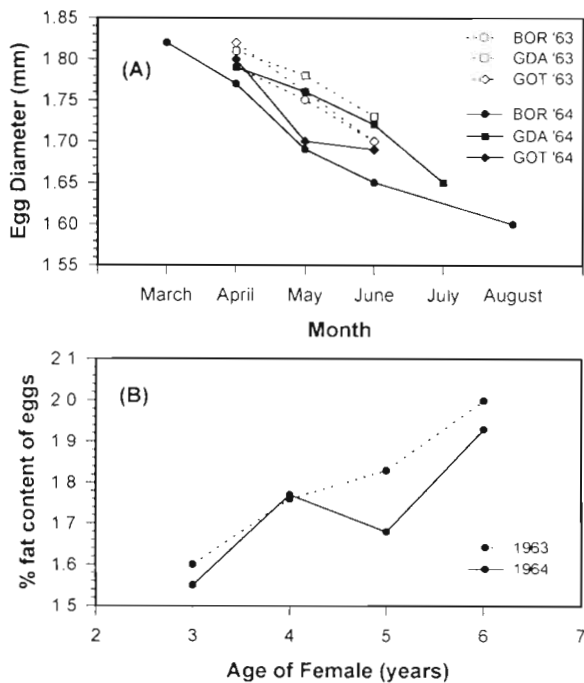 1.85
1.80
1.75
1.70
1.65
1 60
1 55
Egg Diameter (mm)
(A)
BOR '63
GDA '63
GOT '63
BOR '64
GDA '64
GOT '64
March April May June July August
Month
2 1
2 0
1 9
1 8
1 7
1 6
1 5
% fat content of eggs
(B)
1963
1964
2 3 4 5 6 7
Age of Female (years)